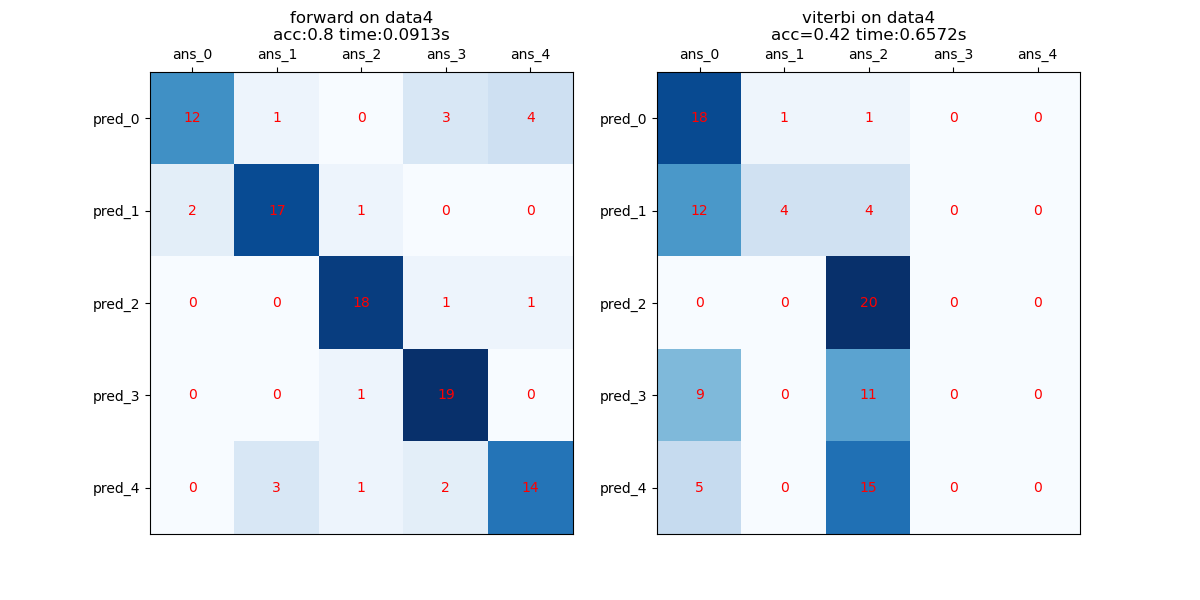 forward on data4
acc:0.8 time:0.0913s
ans_0 ans_1 ans_2 ans_3 ans_4
pred_0 12 1 0 3 4
pred_1 2 17 1 0 0
pred_2 0 0 18 1 1
pred_3 0 0 1 19 0
pred_4 0 3 1 2 14
viterbi on data4
acc=0.42 time:0.6572s
ans_0 ans_1 ans_2 ans_3 ans_4
pred_0 18 1 1 0 0
pred_1 12 4 4 0 0
pred_2 0 0 20 0 0
pred_3 9 0 11 0 0
pred_4 5 0 15 0 0